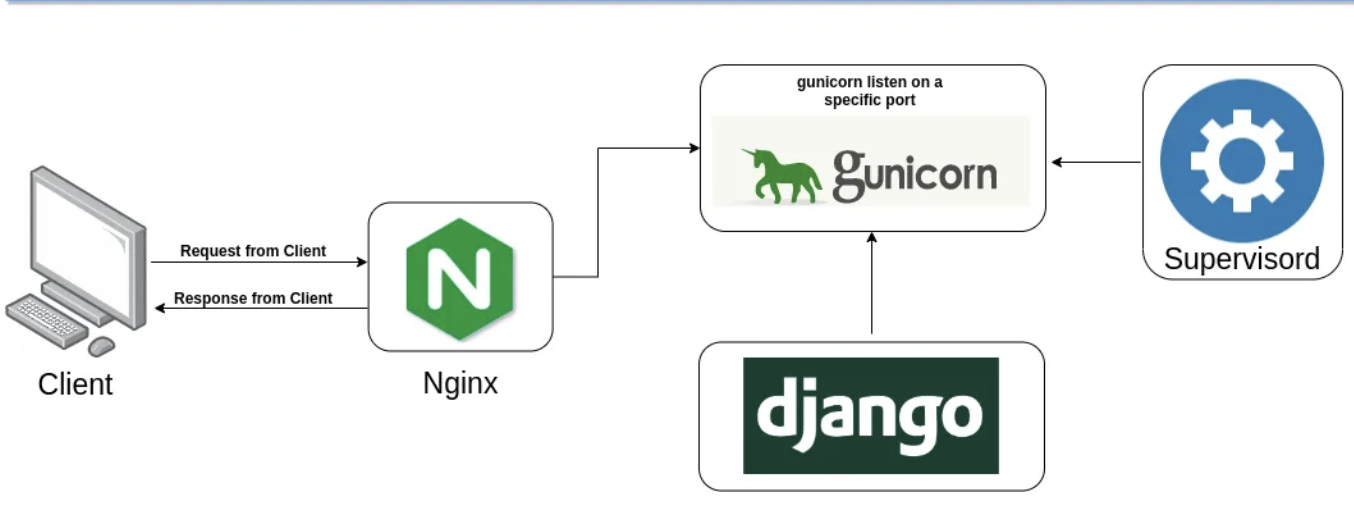 gunicorn listen on a
specific port
gunicorn
Supervisord
Request from Client
Response from Client
N
Client
Nginx
django